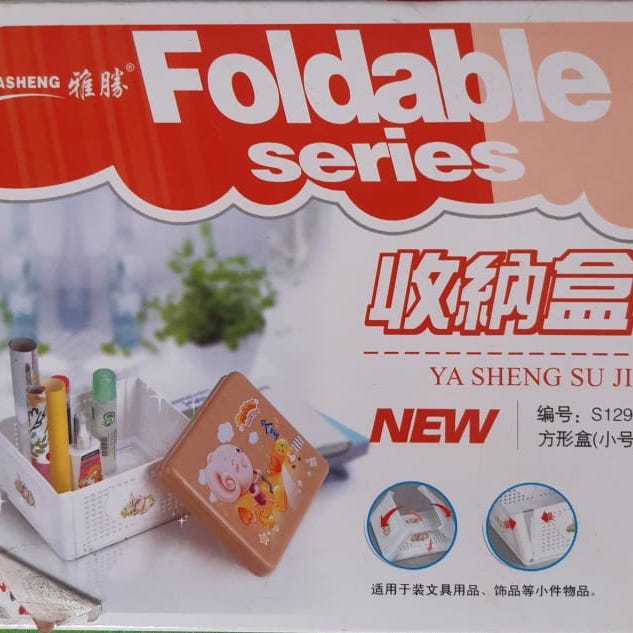 ASHENG 雅勝®
Foldable
series
收納盒
YA SHENG SU JI
NEW
编号：S129
方形盒(小号
适用于装文具用品、饰品等小件物品。